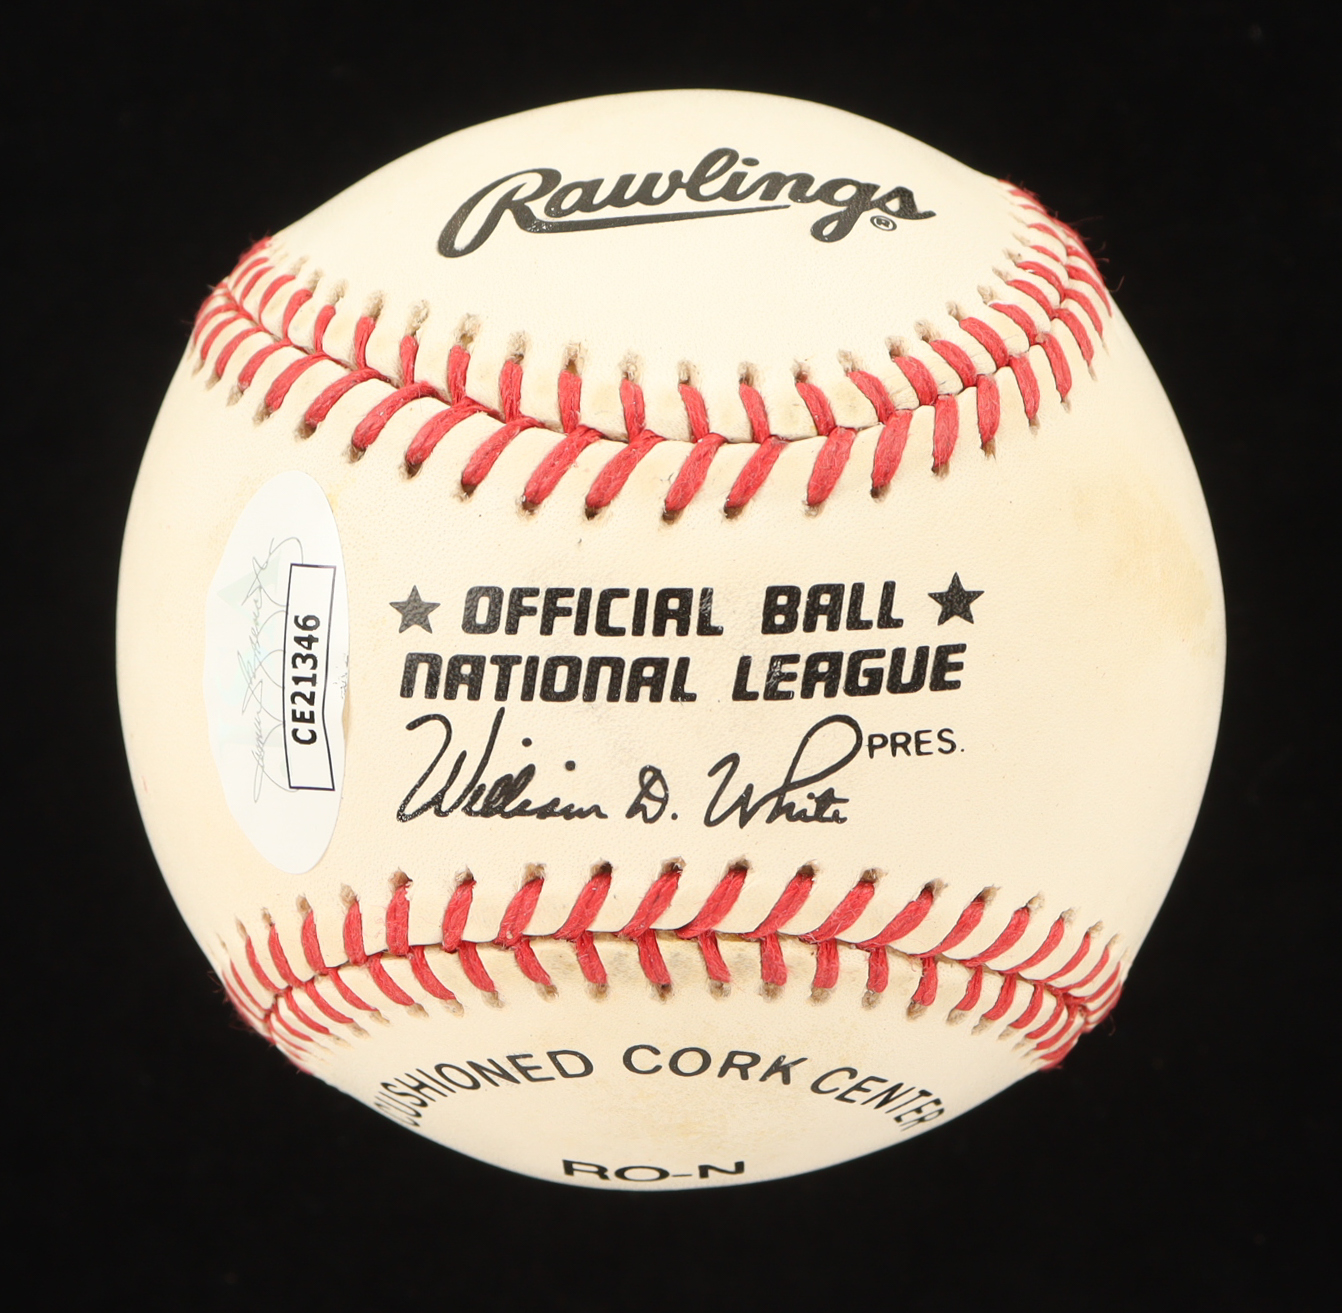 Rawlings®
★ OFFICIAL BALL ★
NATIONAL LEAGUE
William D. White PRES.
CE21346
CUSHIONED CORK CENTER
RO-N